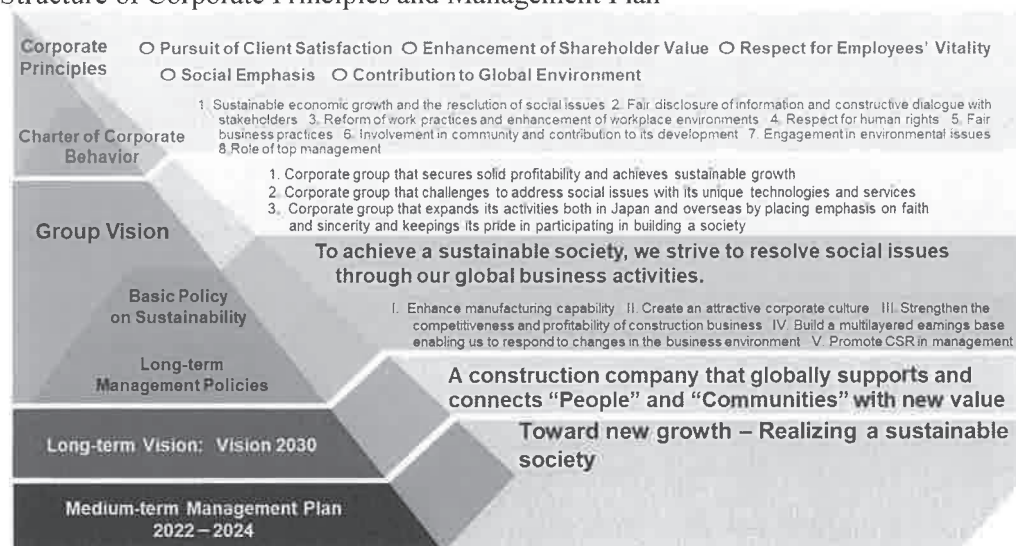 Structure of Corporate Principles and Management Plan
Corporate
Principles
O Pursuit of Client Satisfaction O Enhancement of Shareholder Value O Respect for Employees' Vitality
O Social Emphasis O Contribution to Global Environment
Charter of Corporate
Behavior
1. Sustainable economic growth and the resolution of social issues 2. Fair disclosure of information and constructive dialogue with
stakeholders 3. Reform of work practices and enhancement of workplace environments 4. Respect for human rights 5. Fair
business practices 6. Involvement in community and contribution to its development 7. Engagement in environmental issues
8. Role of top management
Group Vision
1. Corporate group that secures solid profitability and achieves sustainable growth
2. Corporate group that challenges to address social issues with its unique technologies and services
3. Corporate group that expands its activities both in Japan and overseas by placing emphasis on faith
and sincerity and keepings its pride in participating in building a society
Basic Policy
on Sustainability
To achieve a sustainable society, we strive to resolve social issues
through our global business activities.
Long-term
Management Policies
I. Enhance manufacturing capability II. Create an attractive corporate culture III. Strengthen the
competitiveness and profitability of construction business IV. Build a multilayered earnings base
enabling us to respond to changes in the business environment V. Promote CSR in management
Long-term Vision: Vision 2030
A construction company that globally supports and
connects "People" and "Communities" with new value
Medium-term Management Plan
2022 – 2024
Toward new growth – Realizing a sustainable
society